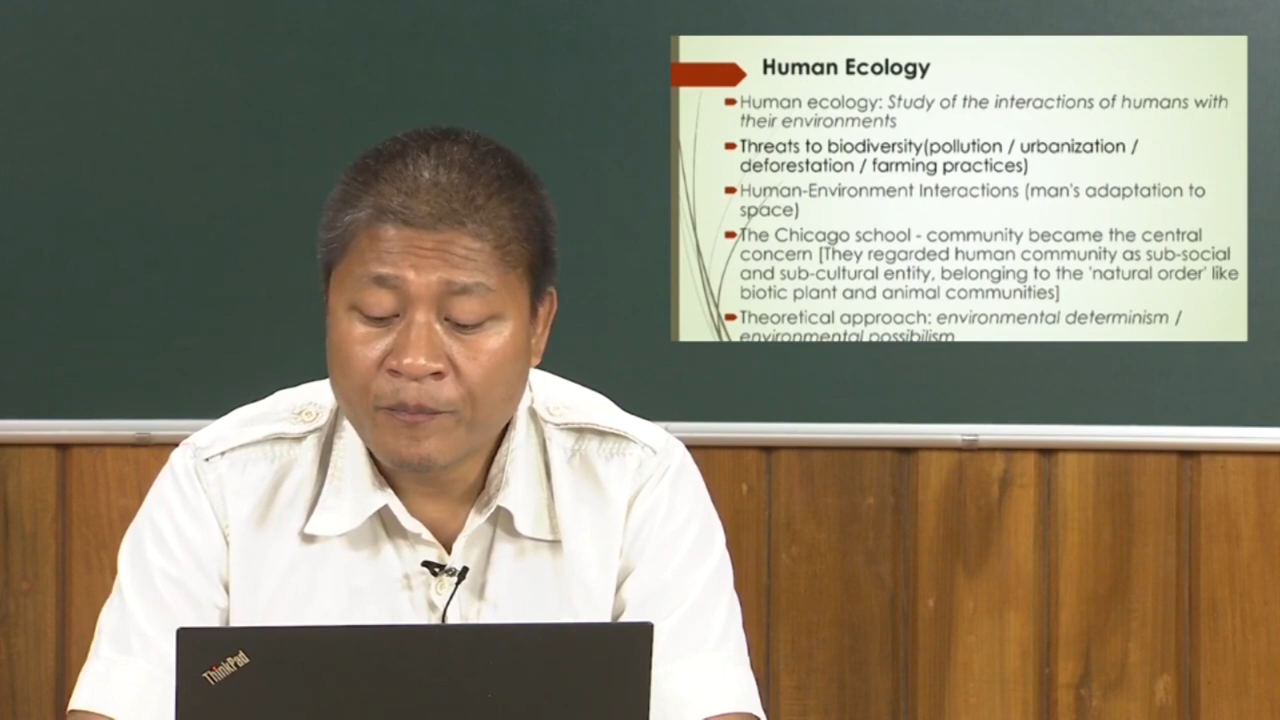 Human Ecology
Human ecology: Study of the interactions of humans with
their environments
Threats to biodiversity(pollution / urbanization /
deforestation / farming practices)
Human-Environment Interactions (man's adaptation to
space)
The Chicago school - community became the central
concern [They regarded human community as sub-social
and sub-cultural entity, belonging to the 'natural order' like
biotic plant and animal communities]
Theoretical approach: environmental determinism /
environmental possibilism
ThinkPad